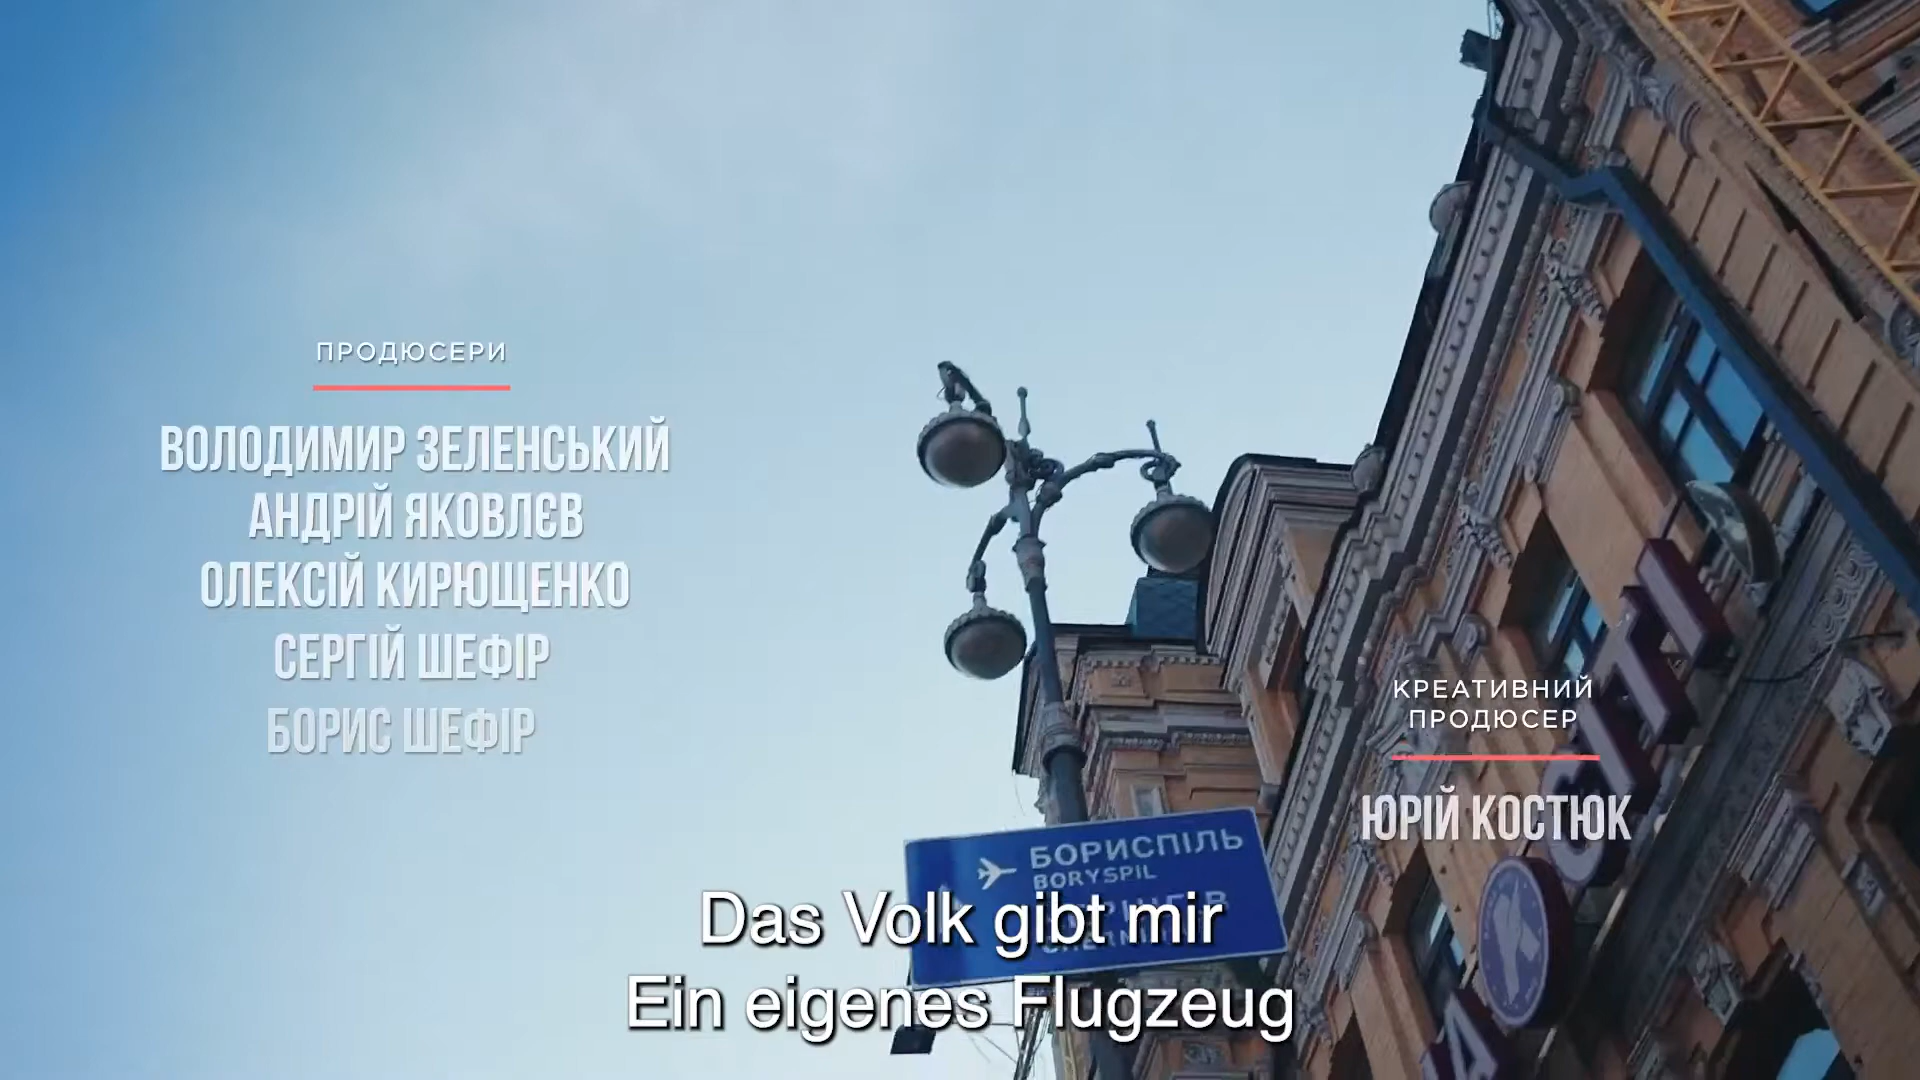 ПРОДЮСЕРИ
ВОЛОДИМИР ЗЕЛЕНСЬКИЙ
АНДРІЙ ЯКОВЛЄВ
ОЛЕКСІЙ КИРЮЩЕНКО
СЕРГІЙ ШЕФІР
БОРИС ШЕФІР
КРЕАТИВНИЙ
ПРОДЮСЕР
ЮРІЙ КОСТЮК
БОРИСПІЛЬ
BORYSPIL
Das Volk gibt mir
Ein eigenes Flugzeug